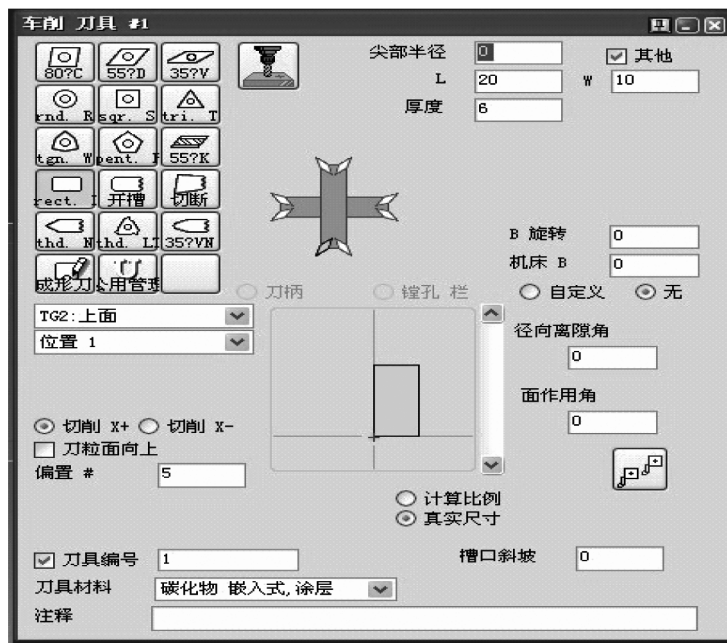 车削 刀具 #1
尖部半径 0 其他
L 20 W 10
厚度 6
80?C 55?D 35?V
rnd. R sqr. S tri. T
tgn. W pent. P 55?K
rect. I 开槽 切断
thd. N thd. LT 35?VN
成形刀 用管理
B 旋转 0
机床 B 0
刀柄 镗孔 栏 自定义 无
TG2:上面
位置 1
径向离隙角
0
面作用角
0
切削 X+ 切削 X-
刀粒面向上
偏置 # 5
计算比例
真实尺寸
刀具编号 1 槽口斜坡 0
刀具材料 碳化物 嵌入式,涂层
注释